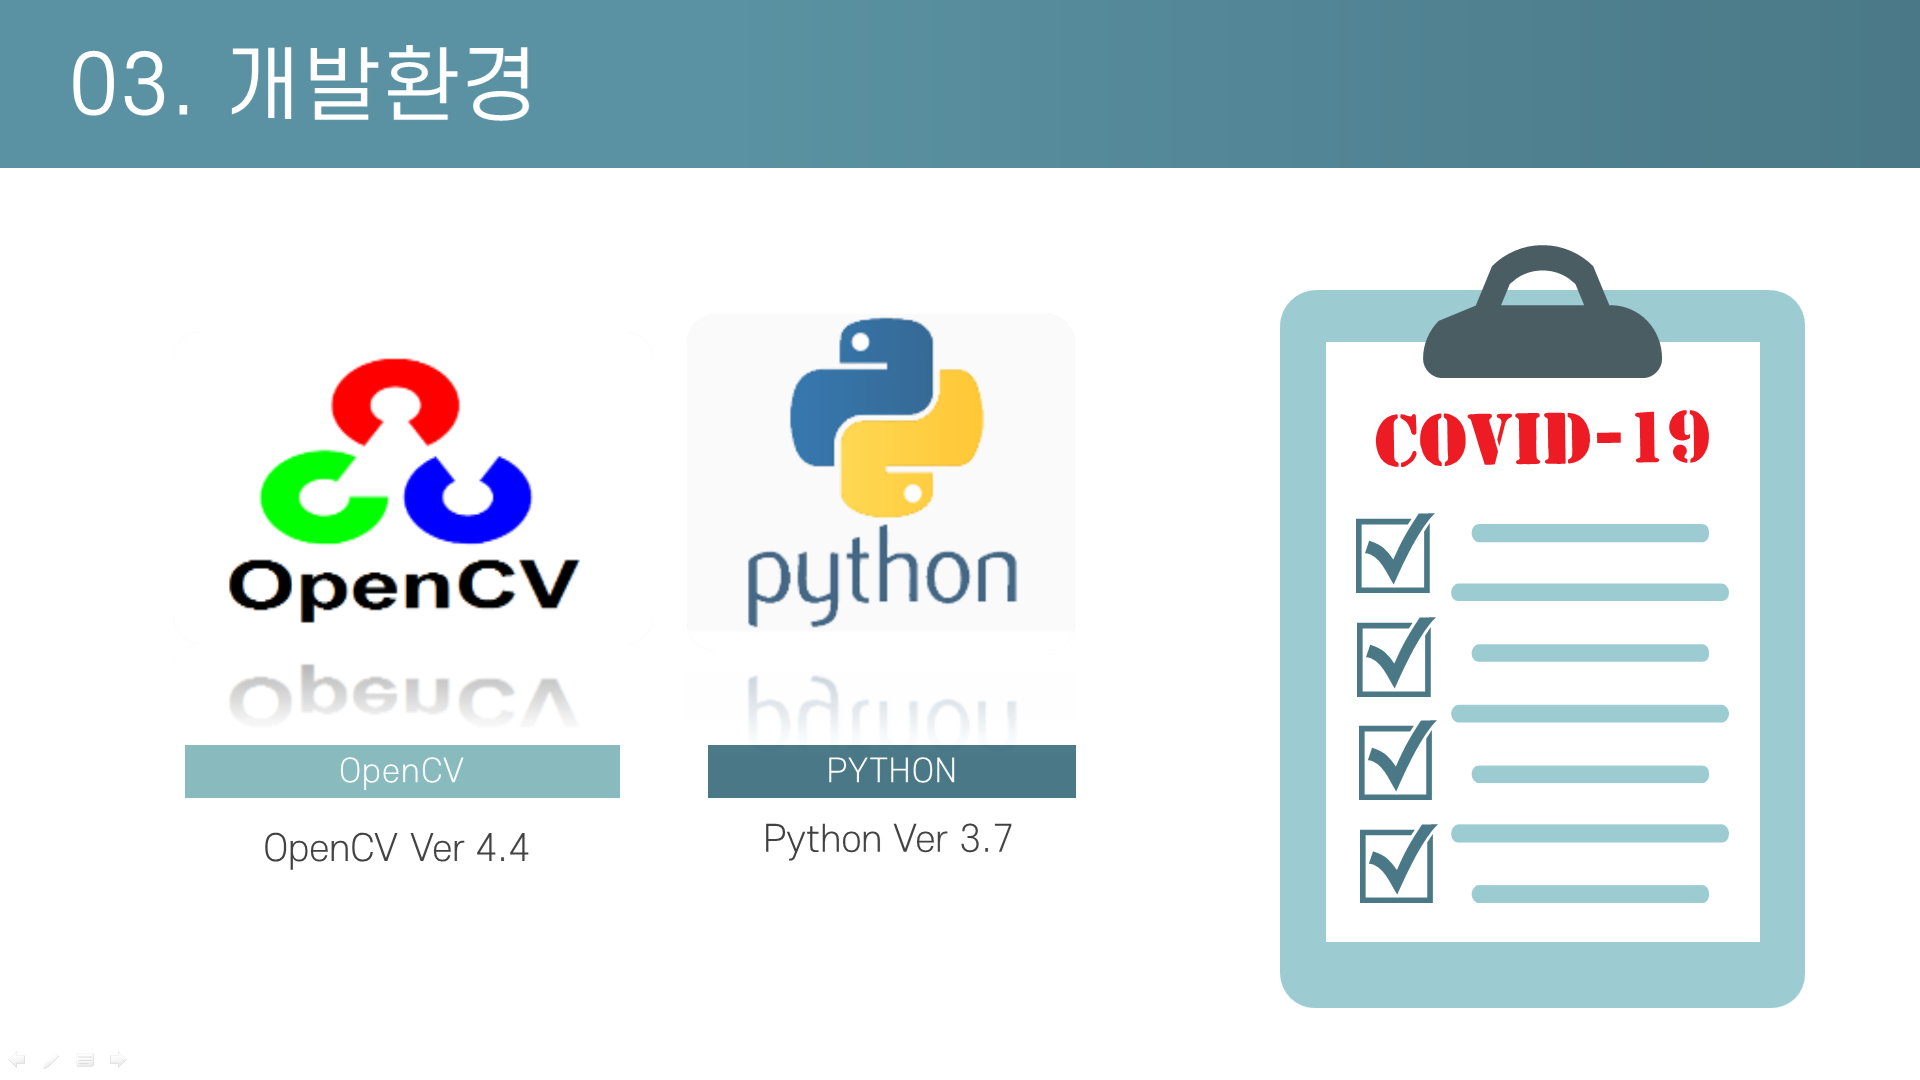 03. 개발환경
OpenCV
python
OpenCV
PYTHON
OpenCV Ver 4.4
Python Ver 3.7
COVID-19